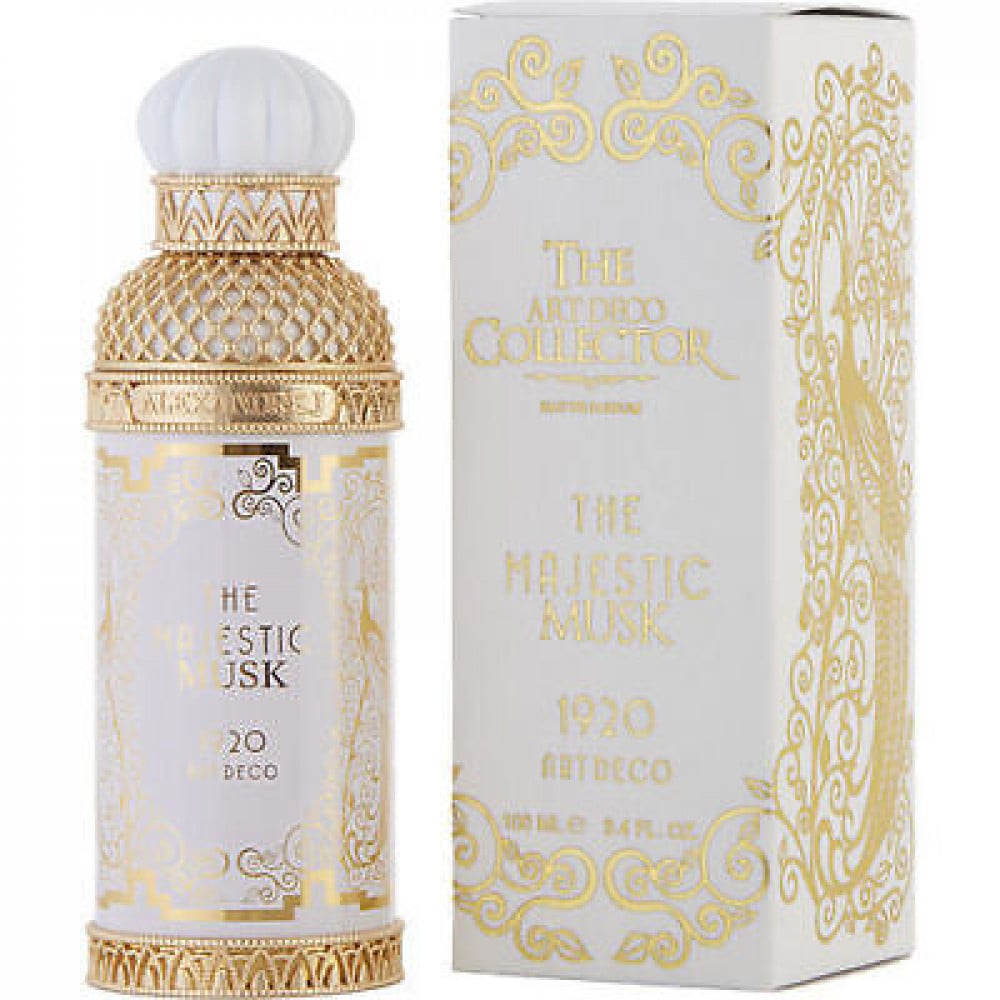 THE
MAJESTIC
MUSK
1920
ART DECO
THE
ART DECO
COLLECTOR
THE
MAJESTIC
MUSK
1920
ART DECO
100 ML e 3.4 FL. OZ.